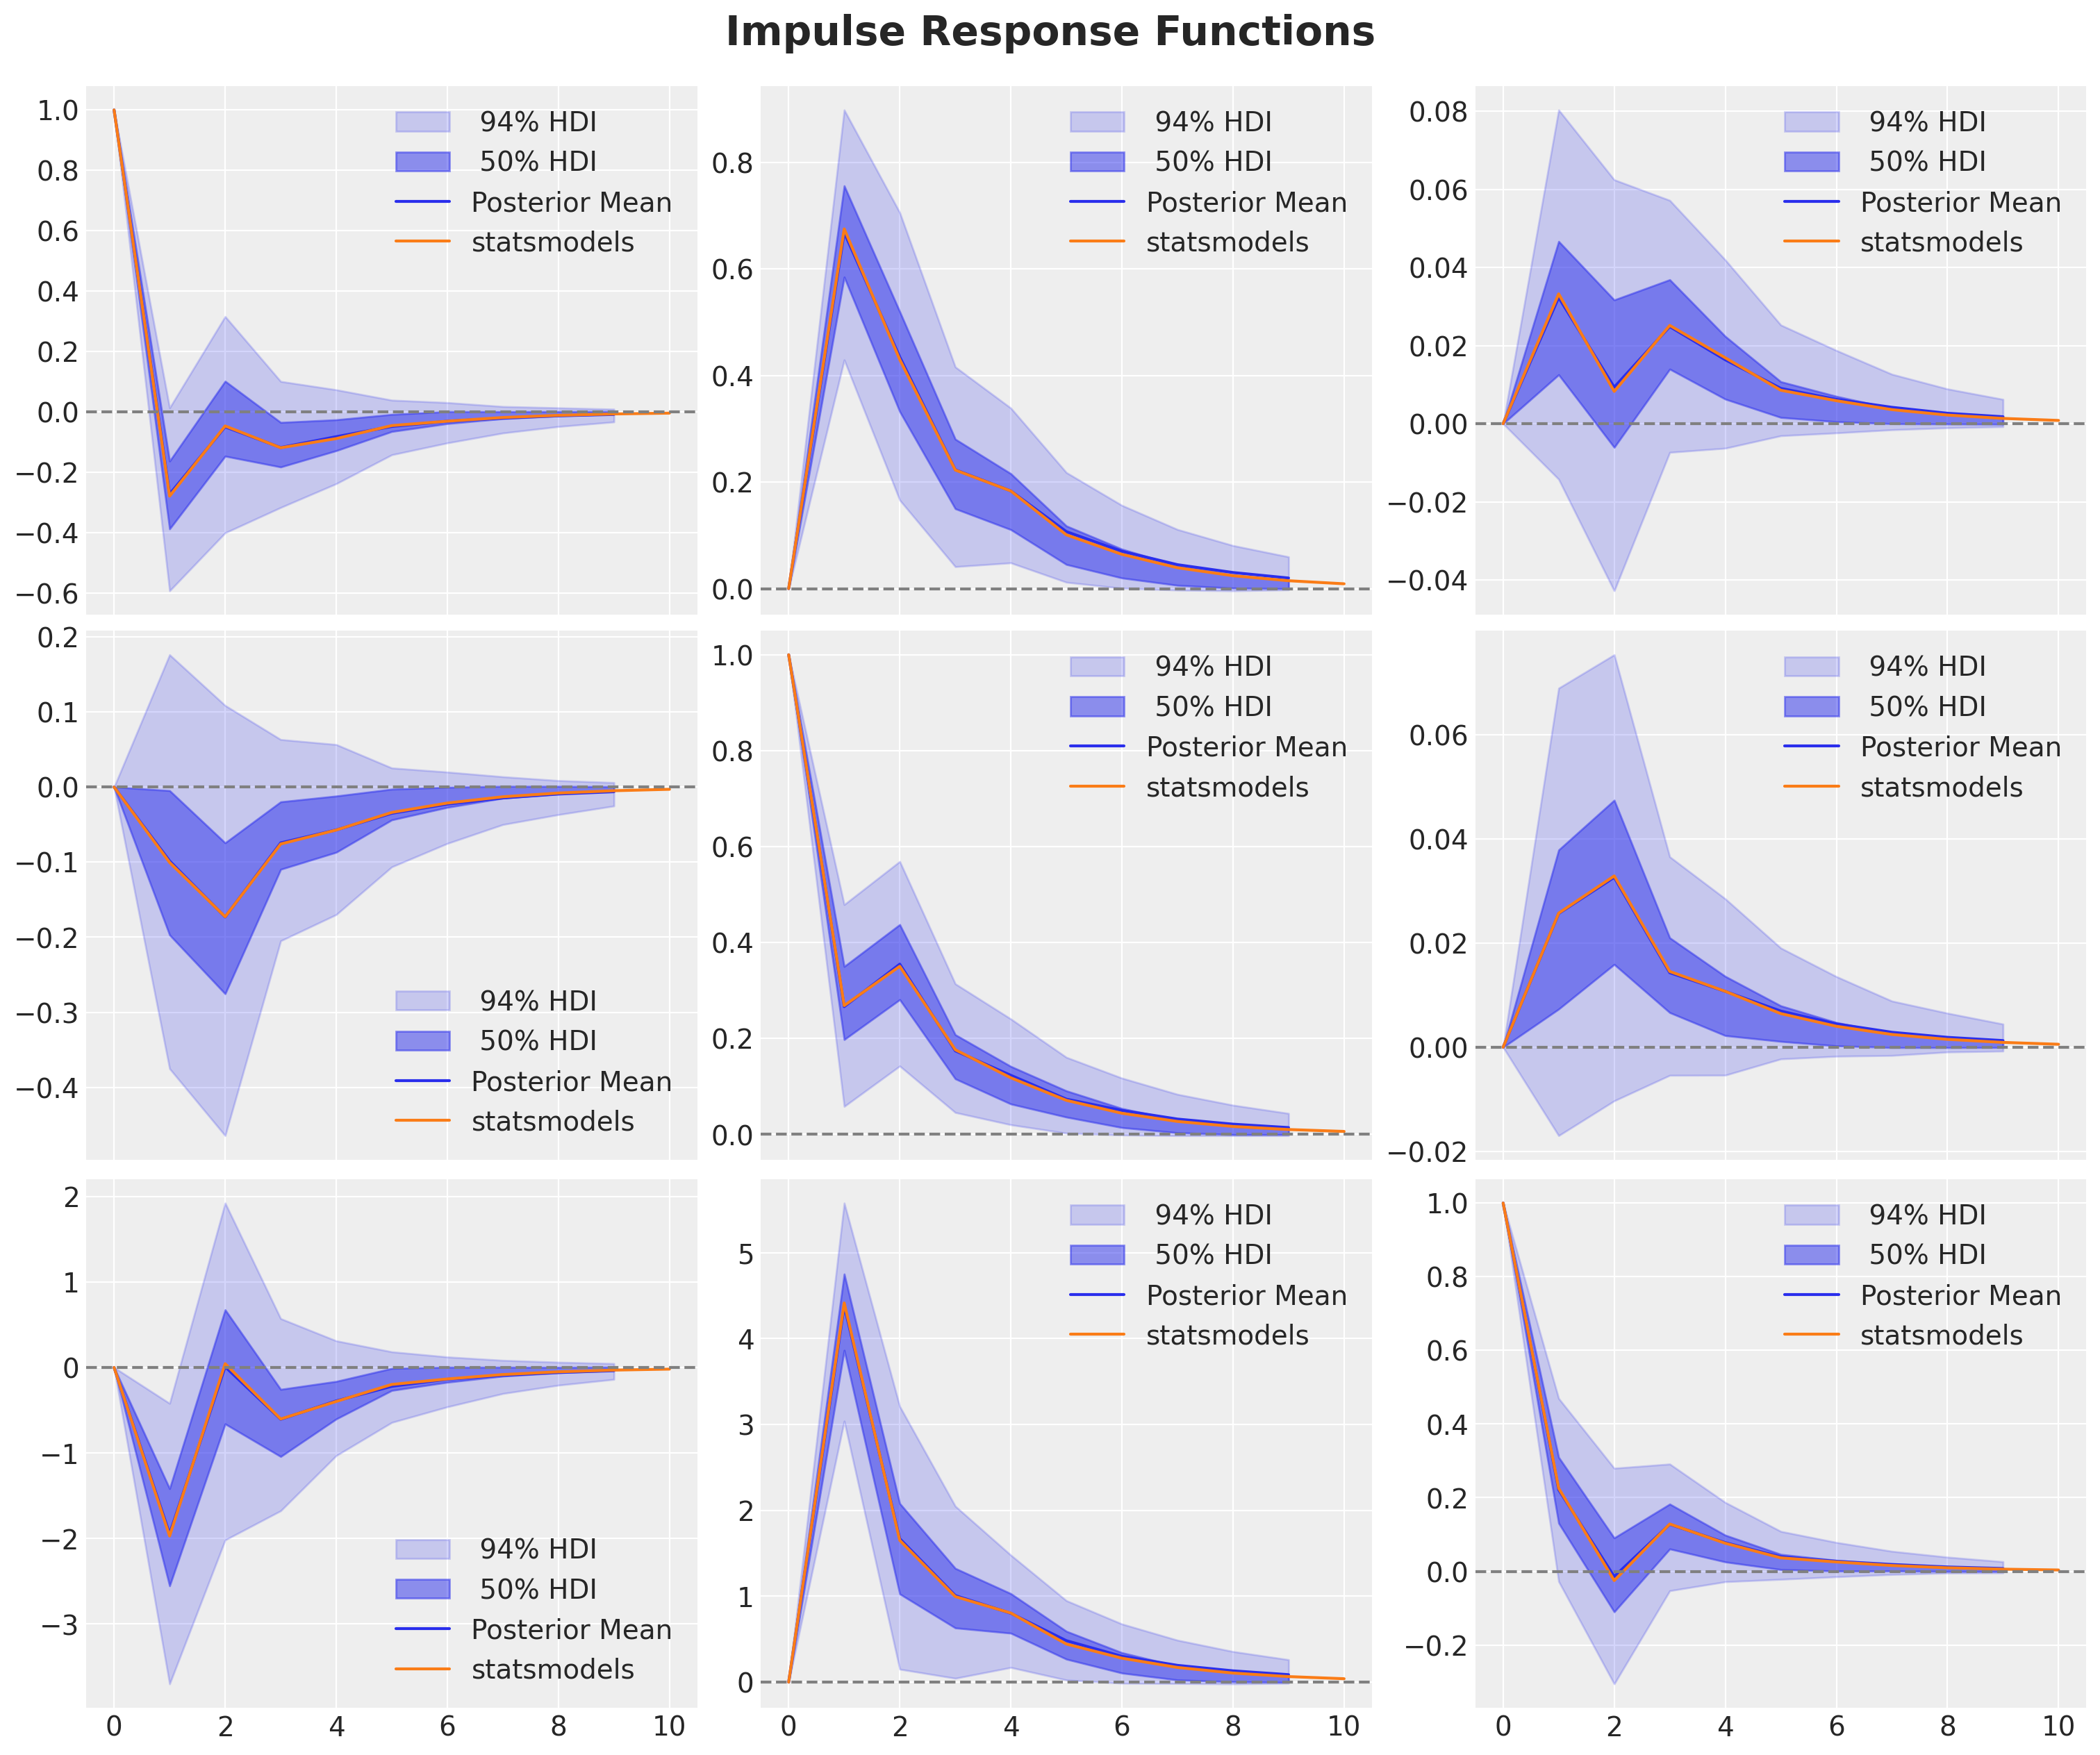 Impulse Response Functions
1.0
0.8
0.6
0.4
0.2
0.0
−0.2
−0.4
−0.6
94% HDI
50% HDI
Posterior Mean
statsmodels
0.8
0.6
0.4
0.2
0.0
94% HDI
50% HDI
Posterior Mean
statsmodels
0.08
0.06
0.04
0.02
0.00
−0.02
−0.04
94% HDI
50% HDI
Posterior Mean
statsmodels
0.2
0.1
0.0
−0.1
−0.2
−0.3
−0.4
94% HDI
50% HDI
Posterior Mean
statsmodels
1.0
0.8
0.6
0.4
0.2
0.0
94% HDI
50% HDI
Posterior Mean
statsmodels
0.06
0.04
0.02
0.00
−0.02
94% HDI
50% HDI
Posterior Mean
statsmodels
2
1
0
−1
−2
−3
94% HDI
50% HDI
Posterior Mean
statsmodels
0 2 4 6 8 10
5
4
3
2
1
0
94% HDI
50% HDI
Posterior Mean
statsmodels
0 2 4 6 8 10
1.0
0.8
0.6
0.4
0.2
0.0
−0.2
94% HDI
50% HDI
Posterior Mean
statsmodels
0 2 4 6 8 10